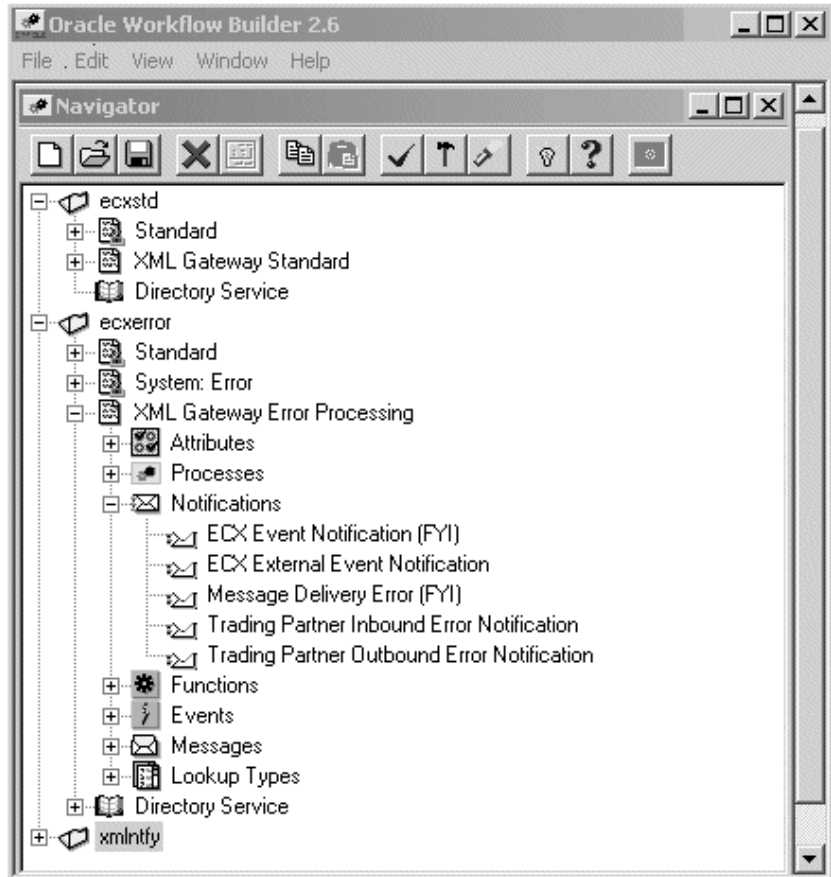 Oracle Workflow Builder 2.6
File Edit View Window Help
Navigator
ecxstd
Standard
XML Gateway Standard
Directory Service
ecxerror
Standard
System: Error
XML Gateway Error Processing
Attributes
Processes
Notifications
ECX Event Notification (FYI)
ECX External Event Notification
Message Delivery Error (FYI)
Trading Partner Inbound Error Notification
Trading Partner Outbound Error Notification
Functions
Events
Messages
Lookup Types
Directory Service
xmlntfy